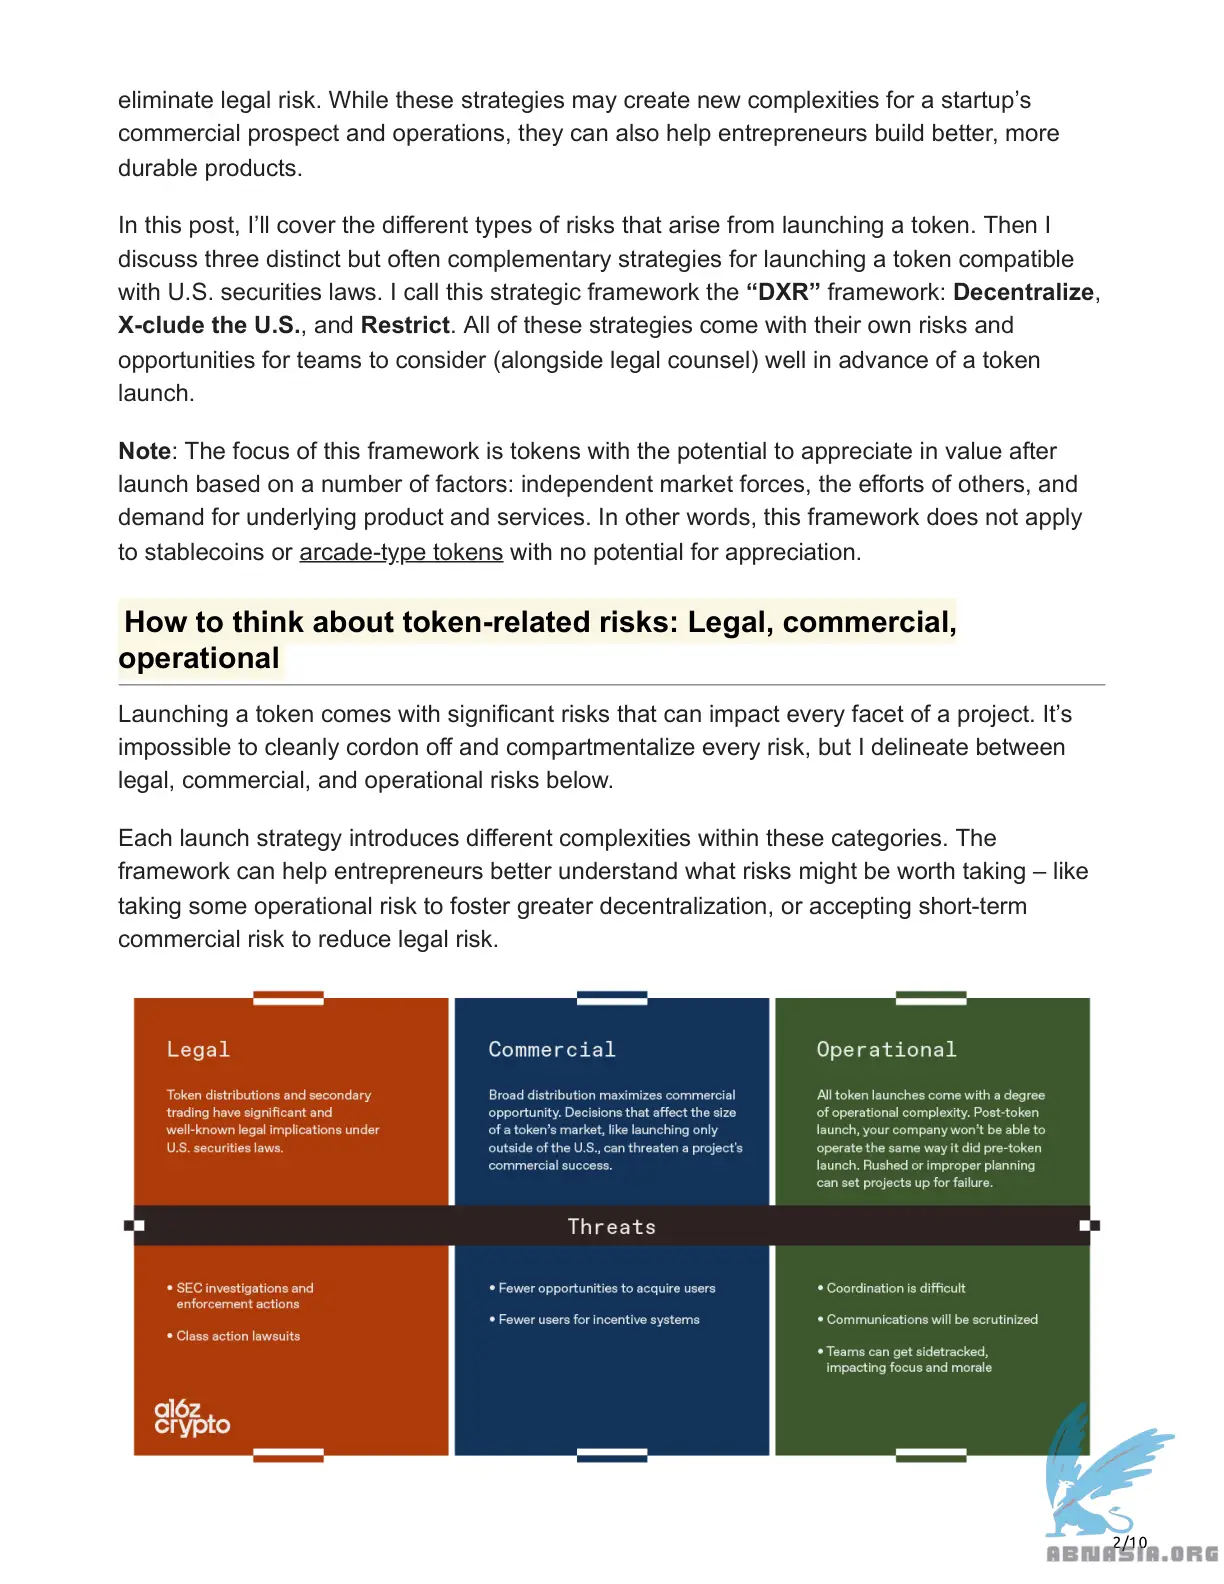 eliminate legal risk. While these strategies may create new complexities for a startup’s
commercial prospect and operations, they can also help entrepreneurs build better, more
durable products.
In this post, I’ll cover the different types of risks that arise from launching a token. Then I
discuss three distinct but often complementary strategies for launching a token compatible
with U.S. securities laws. I call this strategic framework the “DXR” framework: Decentralize,
X-clude the U.S., and Restrict. All of these strategies come with their own risks and
opportunities for teams to consider (alongside legal counsel) well in advance of a token
launch.
Note: The focus of this framework is tokens with the potential to appreciate in value after
launch based on a number of factors: independent market forces, the efforts of others, and
demand for underlying product and services. In other words, this framework does not apply
to stablecoins or arcade-type tokens with no potential for appreciation.
How to think about token-related risks: Legal, commercial,
operational
Launching a token comes with significant risks that can impact every facet of a project. It’s
impossible to cleanly cordon off and compartmentalize every risk, but I delineate between
legal, commercial, and operational risks below.
Each launch strategy introduces different complexities within these categories. The
framework can help entrepreneurs better understand what risks might be worth taking – like
taking some operational risk to foster greater decentralization, or accepting short-term
commercial risk to reduce legal risk.
Legal
Token distributions and secondary
trading have significant and
well-known legal implications under
U.S. securities laws.
Commercial
Broad distribution maximizes commercial
opportunity. Decisions that affect the size
of a token’s market, like launching only
outside of the U.S., can threaten a project's
commercial success.
Operational
All token launches come with a degree
of operational complexity. Post-token
launch, your company won’t be able to
operate the same way it did pre-token
launch. Rushed or improper planning
can set projects up for failure.
Threats
• SEC investigations and
enforcement actions
• Class action lawsuits
• Fewer opportunities to acquire users
• Fewer users for incentive systems
• Coordination is difficult
• Communications will be scrutinized
• Teams can get sidetracked,
impacting focus and morale
a16z
crypto
2/10
ABNASIA.ORG